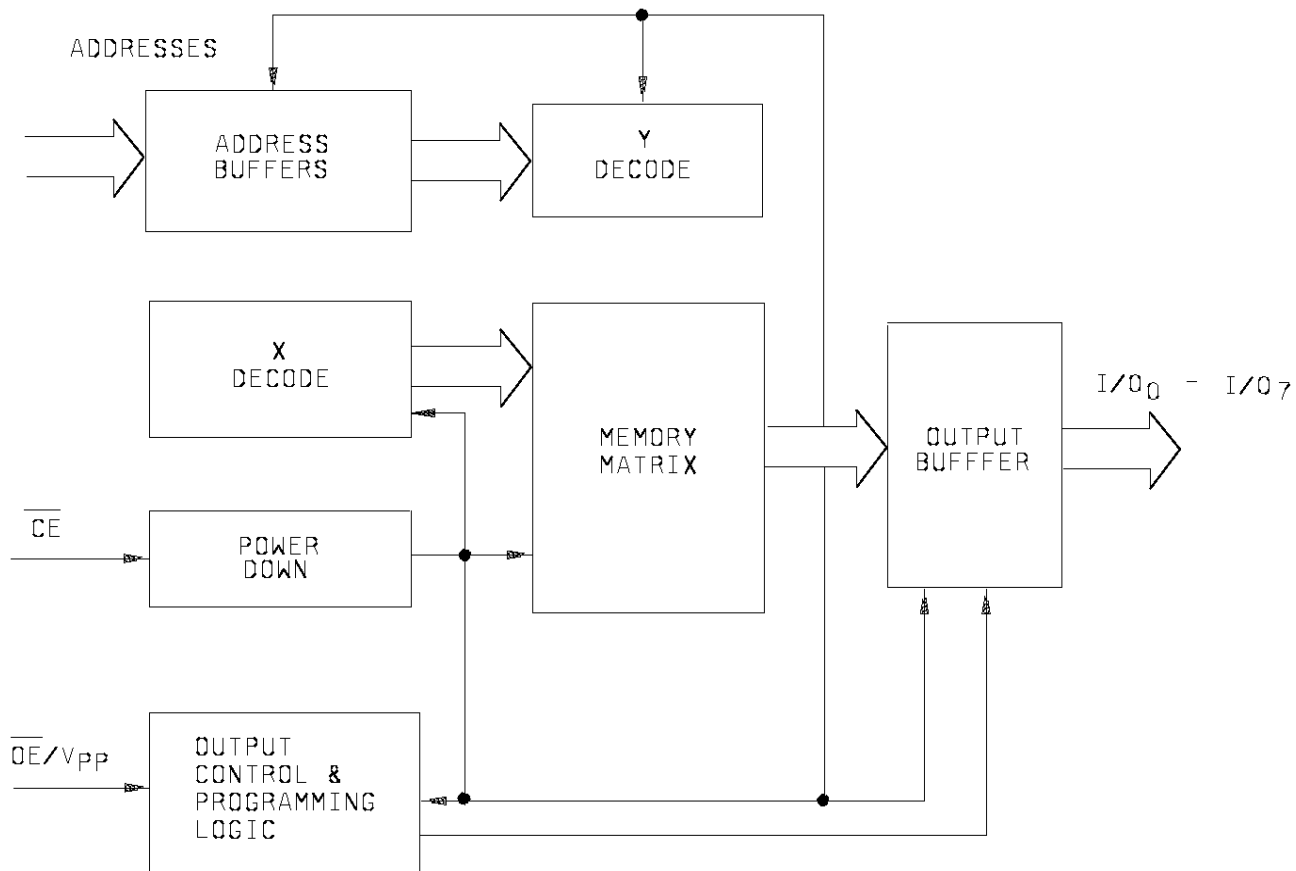 ADDRESSES
ADDRESS
BUFFERS
Y
DECODE
X
DECODE
MEMORY
MATRIX
OUTPUT
BUFFFER
I/O0 - I/O7
CE
POWER
DOWN
OE/VPP
OUTPUT
CONTROL &
PROGRAMMING
LOGIC